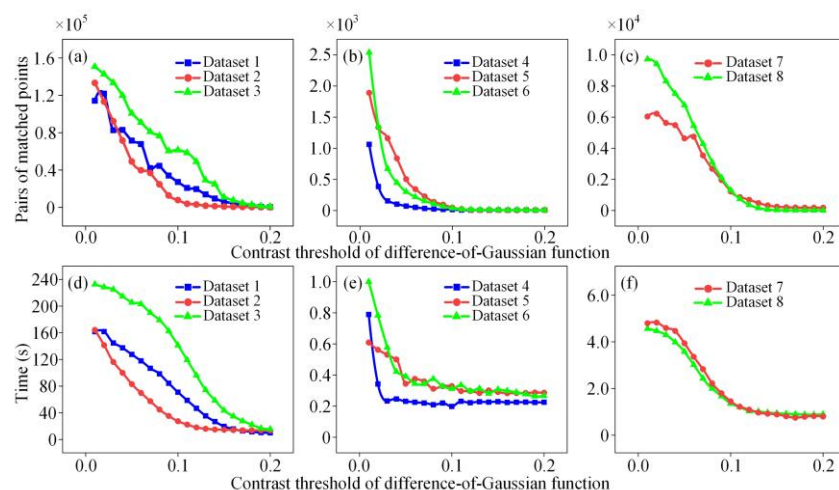 ×10⁵ ×10³ ×10⁴
(a) Dataset 1 Dataset 2 Dataset 3
(b) Dataset 4 Dataset 5 Dataset 6
(c) Dataset 7 Dataset 8
Pairs of matched points
1.6 1.2 0.8 0.4 0
2.5 2.0 1.5 1.0 0.5 0.0
1.0 0.8 0.6 0.4 0.2 0
0.0 0.1 0.2 0.0 0.1 0.2 0.0 0.1 0.2
Contrast threshold of difference-of-Gaussian function
(d) Dataset 1 Dataset 2 Dataset 3
(e) Dataset 4 Dataset 5 Dataset 6
(f) Dataset 7 Dataset 8
Time (s)
240 200 160 120 80 40 0
1.0 0.8 0.6 0.4 0.2 0
6.0 4.0 2.0 0
0.0 0.1 0.2 0.0 0.1 0.2 0.0 0.1 0.2
Contrast threshold of difference-of-Gaussian function